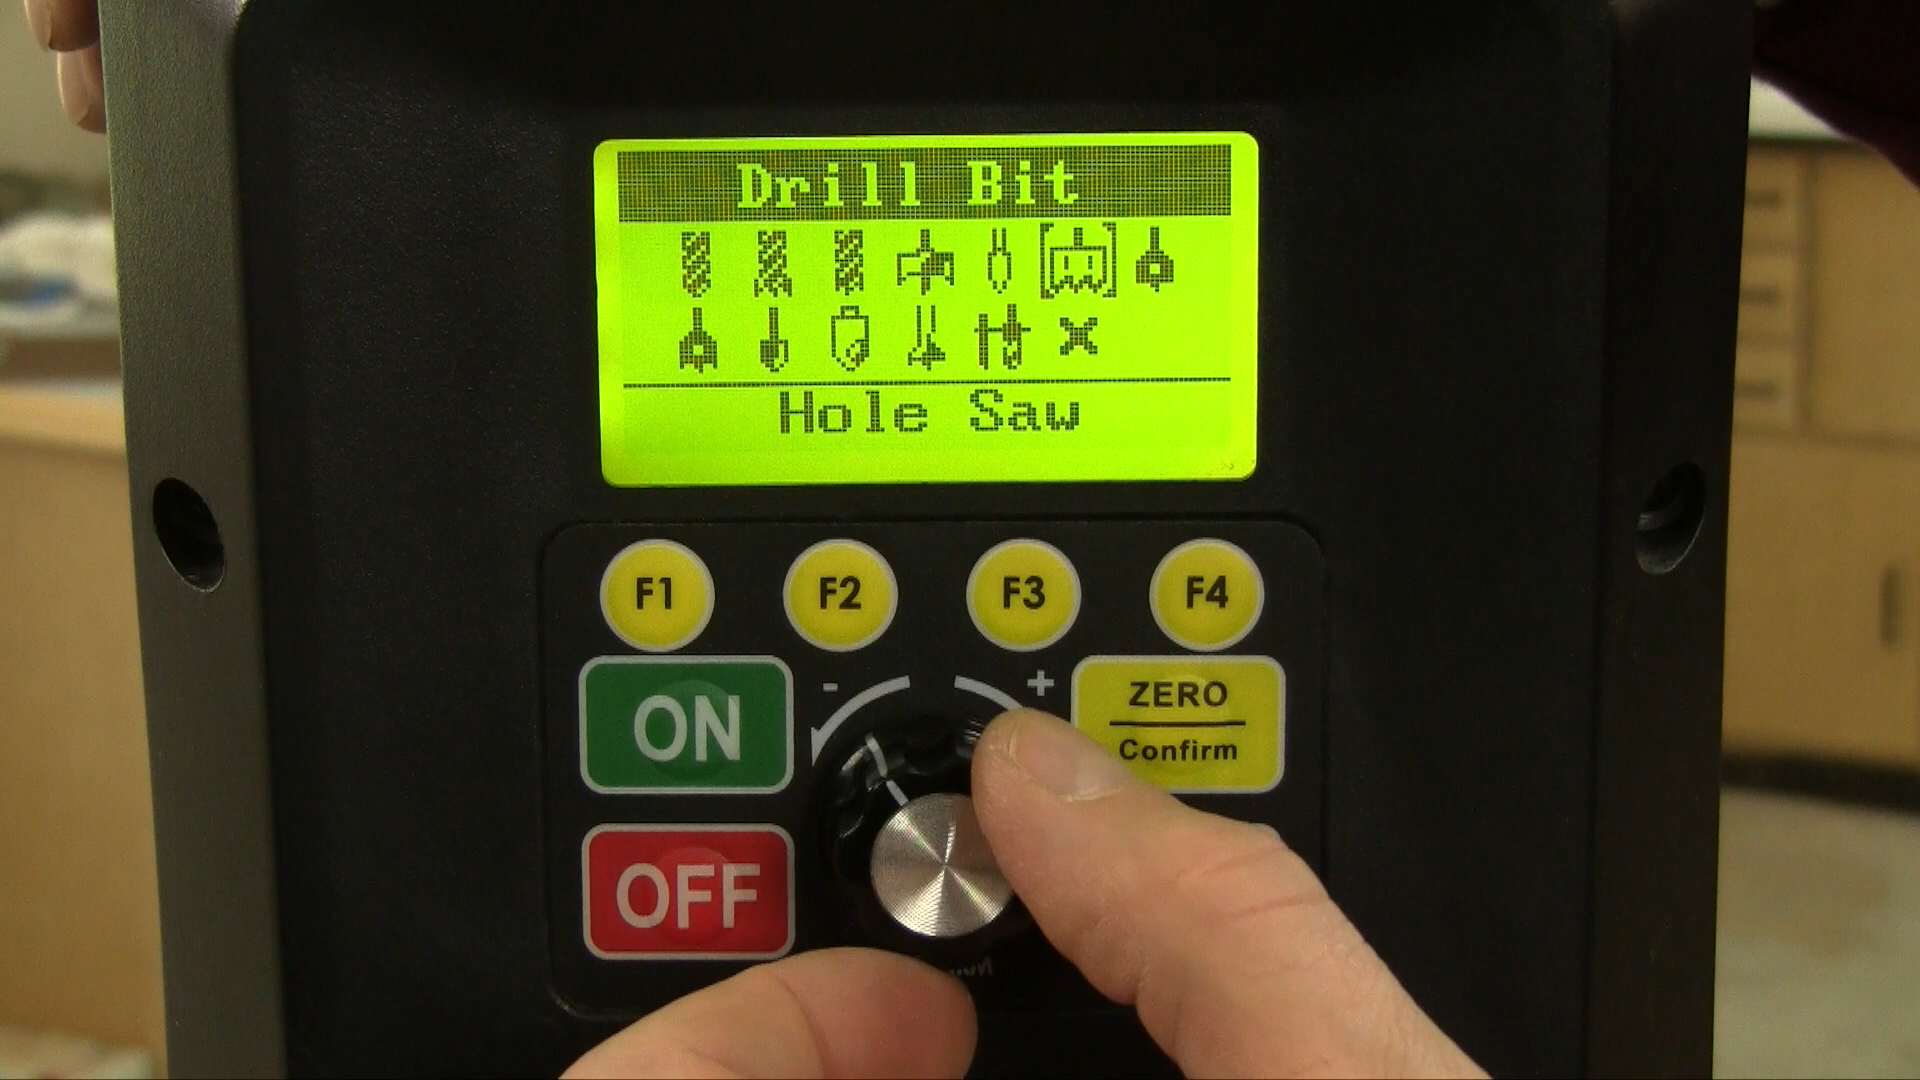 Drill Bit
Hole Saw
F1 F2 F3 F4
- +
ON
ZERO
Confirm
OFF